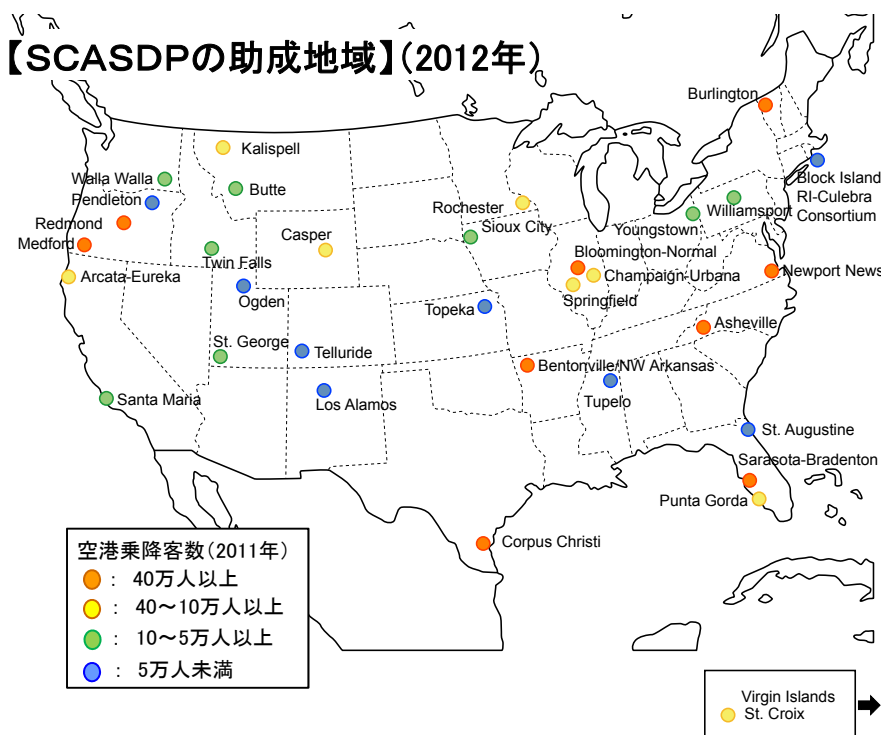 【SCASDPの助成地域】(2012年)
Burlington
Kalispell
Walla Walla
Pendleton
Butte
Block Island
RI-Culebra
Consortium
Redmond
Medford
Rochester
Sioux City
Youngstown
Williamsport
Casper
Twin Falls
Bloomington-Normal
Arcata-Eureka
Champaign-Urbana
Newport News
Ogden
Springfield
Topeka
Asheville
St. George
Telluride
Bentonville/NW Arkansas
Santa Maria
Los Alamos
Tupelo
St. Augustine
Sarasota-Bradenton
Punta Gorda
Corpus Christi
空港乗降客数(2011年)
: 40万人以上
: 40～10万人以上
: 10～5万人以上
: 5万人未満
Virgin Islands
St. Croix